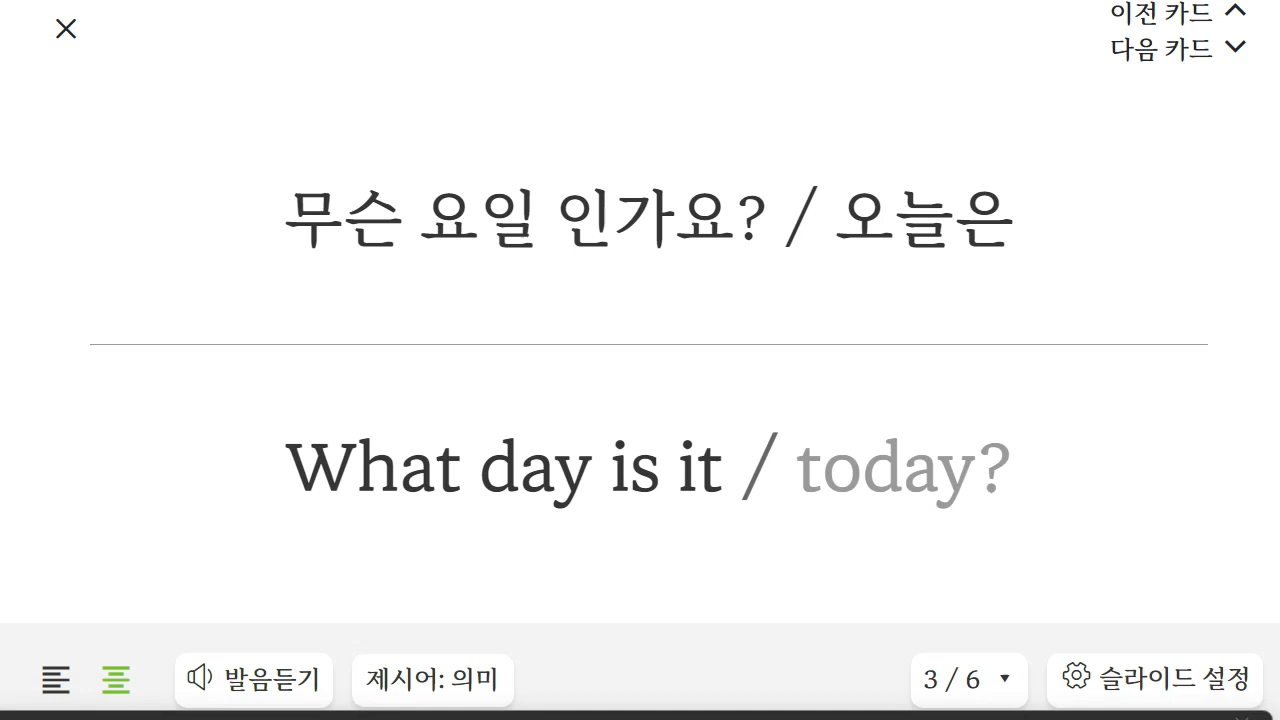 이전 카드
다음 카드
무슨 요일 인가요? / 오늘은
What day is it / today?
발음듣기 제시어: 의미 3 / 6 슬라이드 설정